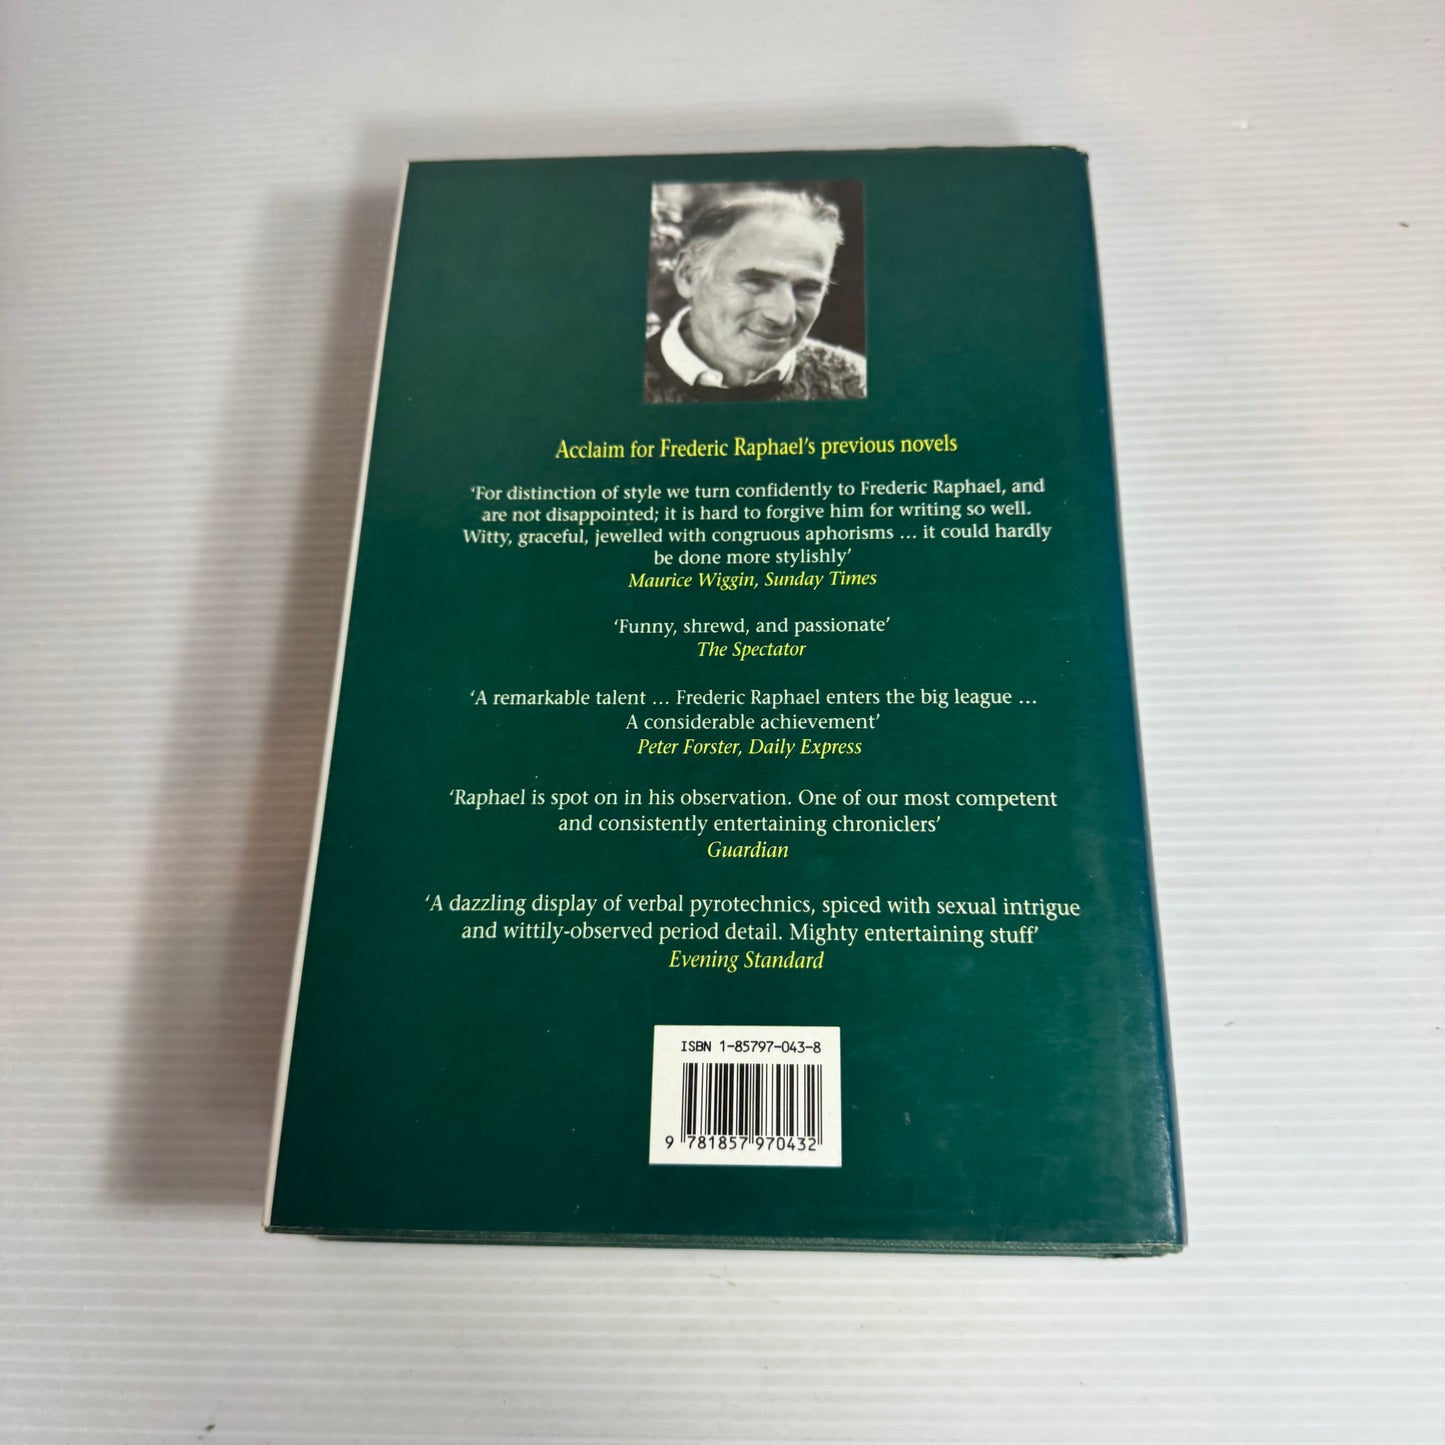 Acclaim for Frederic Raphael's previous novels
‘For distinction of style we turn confidently to Frederic Raphael, and
are not disappointed; it is hard to forgive him for writing so well.
Witty, graceful, jewelled with congruous aphorisms … it could hardly
be done more stylishly’
Maurice Wiggin, Sunday Times
‘Funny, shrewd, and passionate’
The Spectator
‘A remarkable talent … Frederic Raphael enters the big league …
A considerable achievement’
Peter Forster, Daily Express
‘Raphael is spot on in his observation. One of our most competent
and consistently entertaining chroniclers’
Guardian
‘A dazzling display of verbal pyrotechnics, spiced with sexual intrigue
and wittily-observed period detail. Mighty entertaining stuff’
Evening Standard
ISBN 1-85797-043-8
9 781857 970432